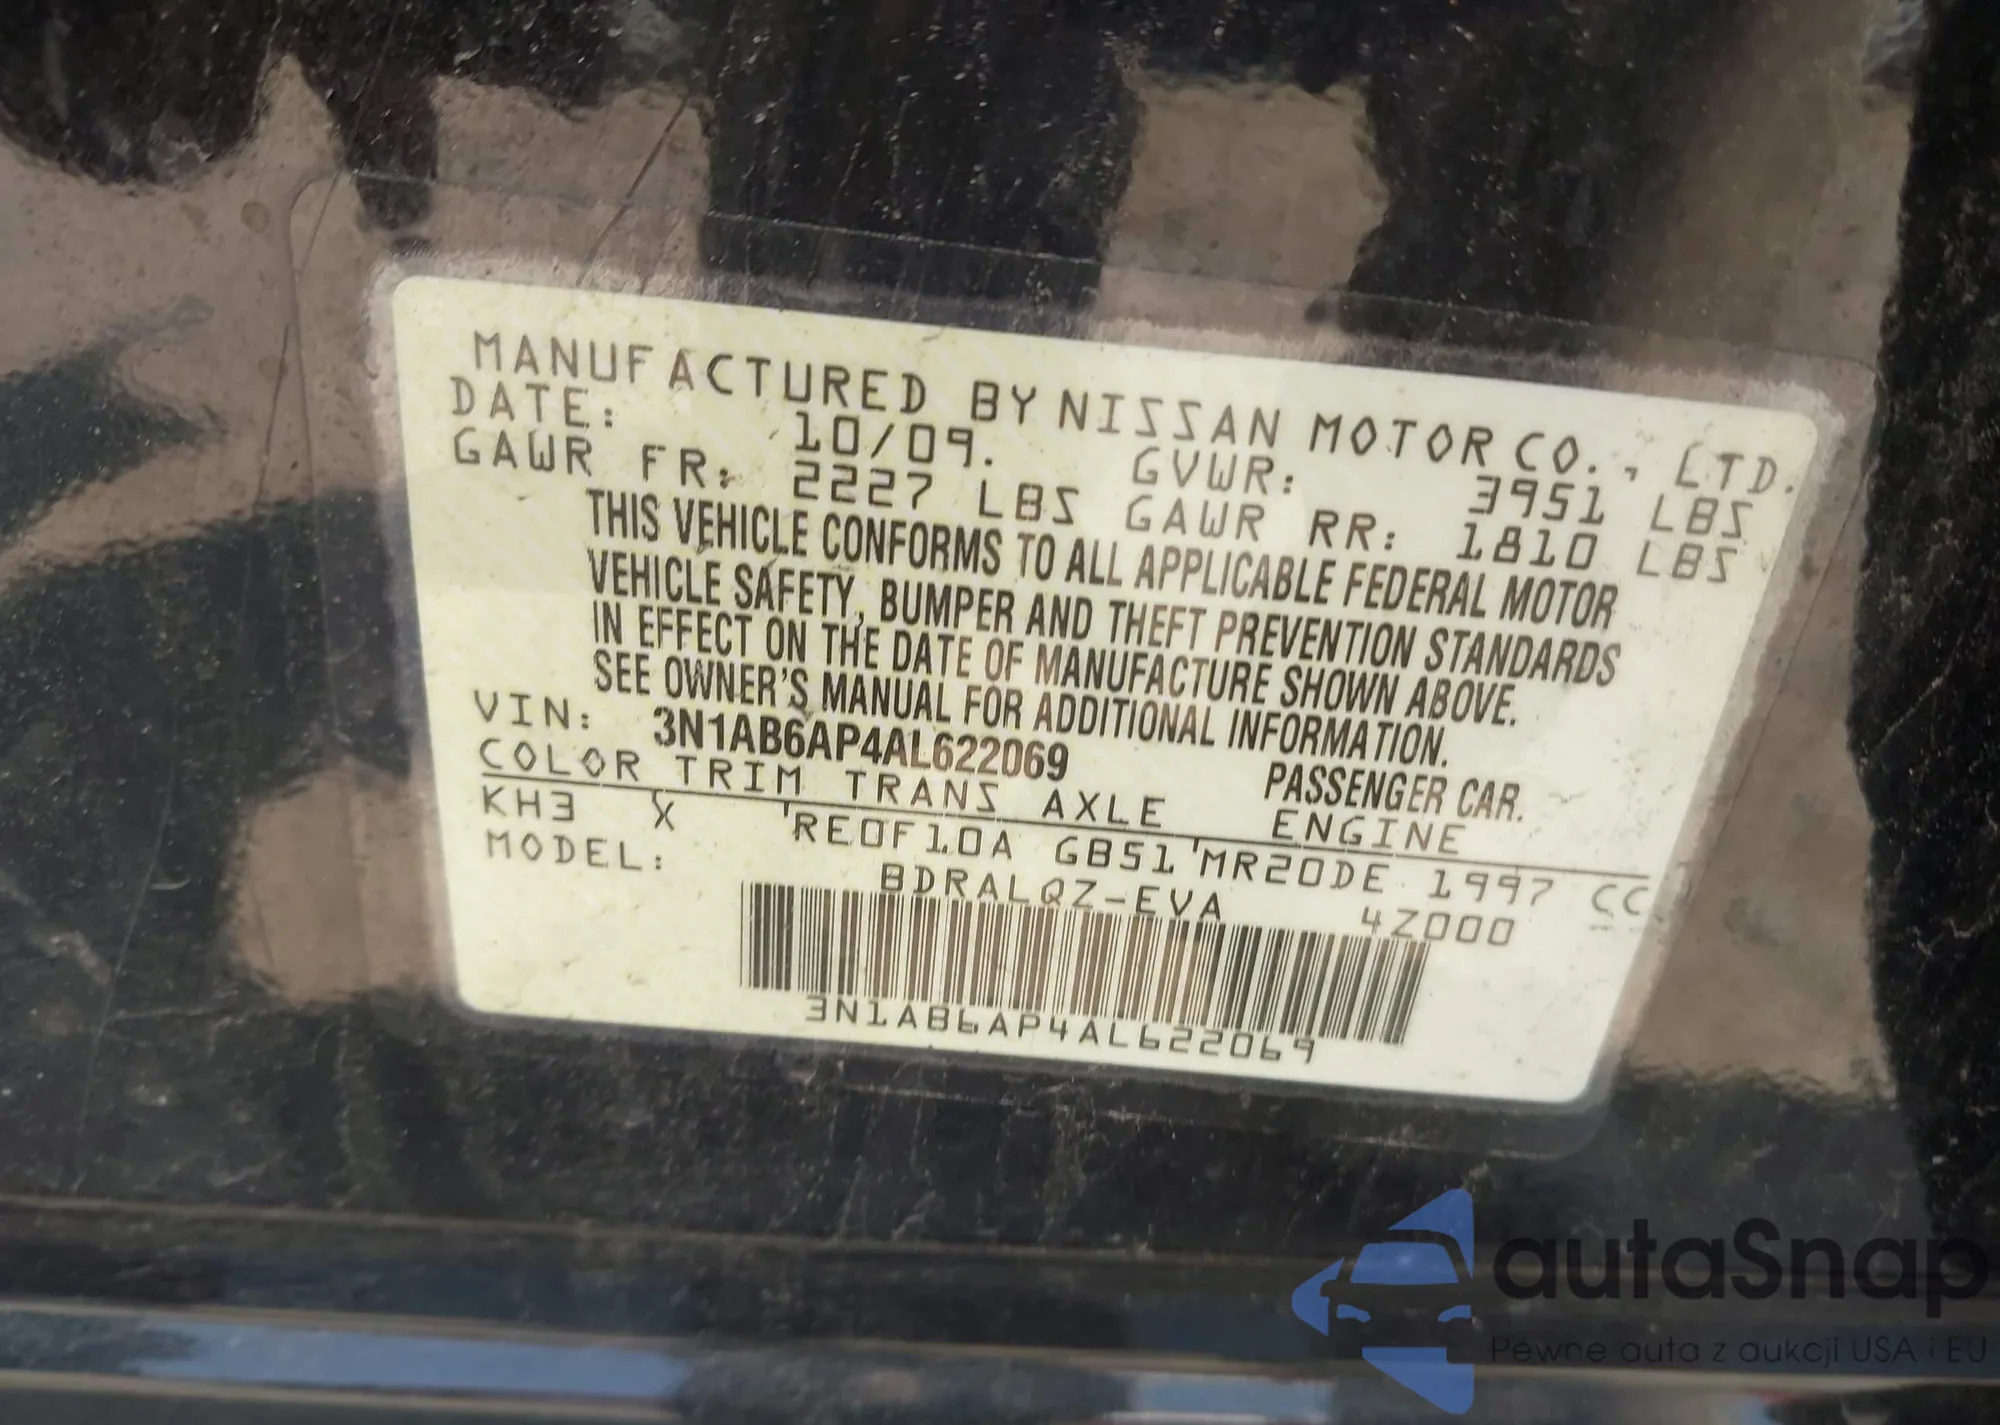 MANUFACTURED BY NISSAN MOTOR CO., LTD.
DATE: 10/09. GVWR: 3951 LBS
GAWR FR: 2227 LBS GAWR RR: 1810 LBS
THIS VEHICLE CONFORMS TO ALL APPLICABLE FEDERAL MOTOR
VEHICLE SAFETY, BUMPER AND THEFT PREVENTION STANDARDS
IN EFFECT ON THE DATE OF MANUFACTURE SHOWN ABOVE.
SEE OWNER'S MANUAL FOR ADDITIONAL INFORMATION.
VIN: 3N1AB6AP4AL622069 PASSENGER CAR.
COLOR TRIM TRANS AXLE ENGINE
KH3 X RE0F10A GB51 MR20DE 1997 CC
MODEL: BDRALQZ-EVA 4Z000
3N1AB6AP4AL622069
autaSnap
Pewne auta z aukcji USA i EU